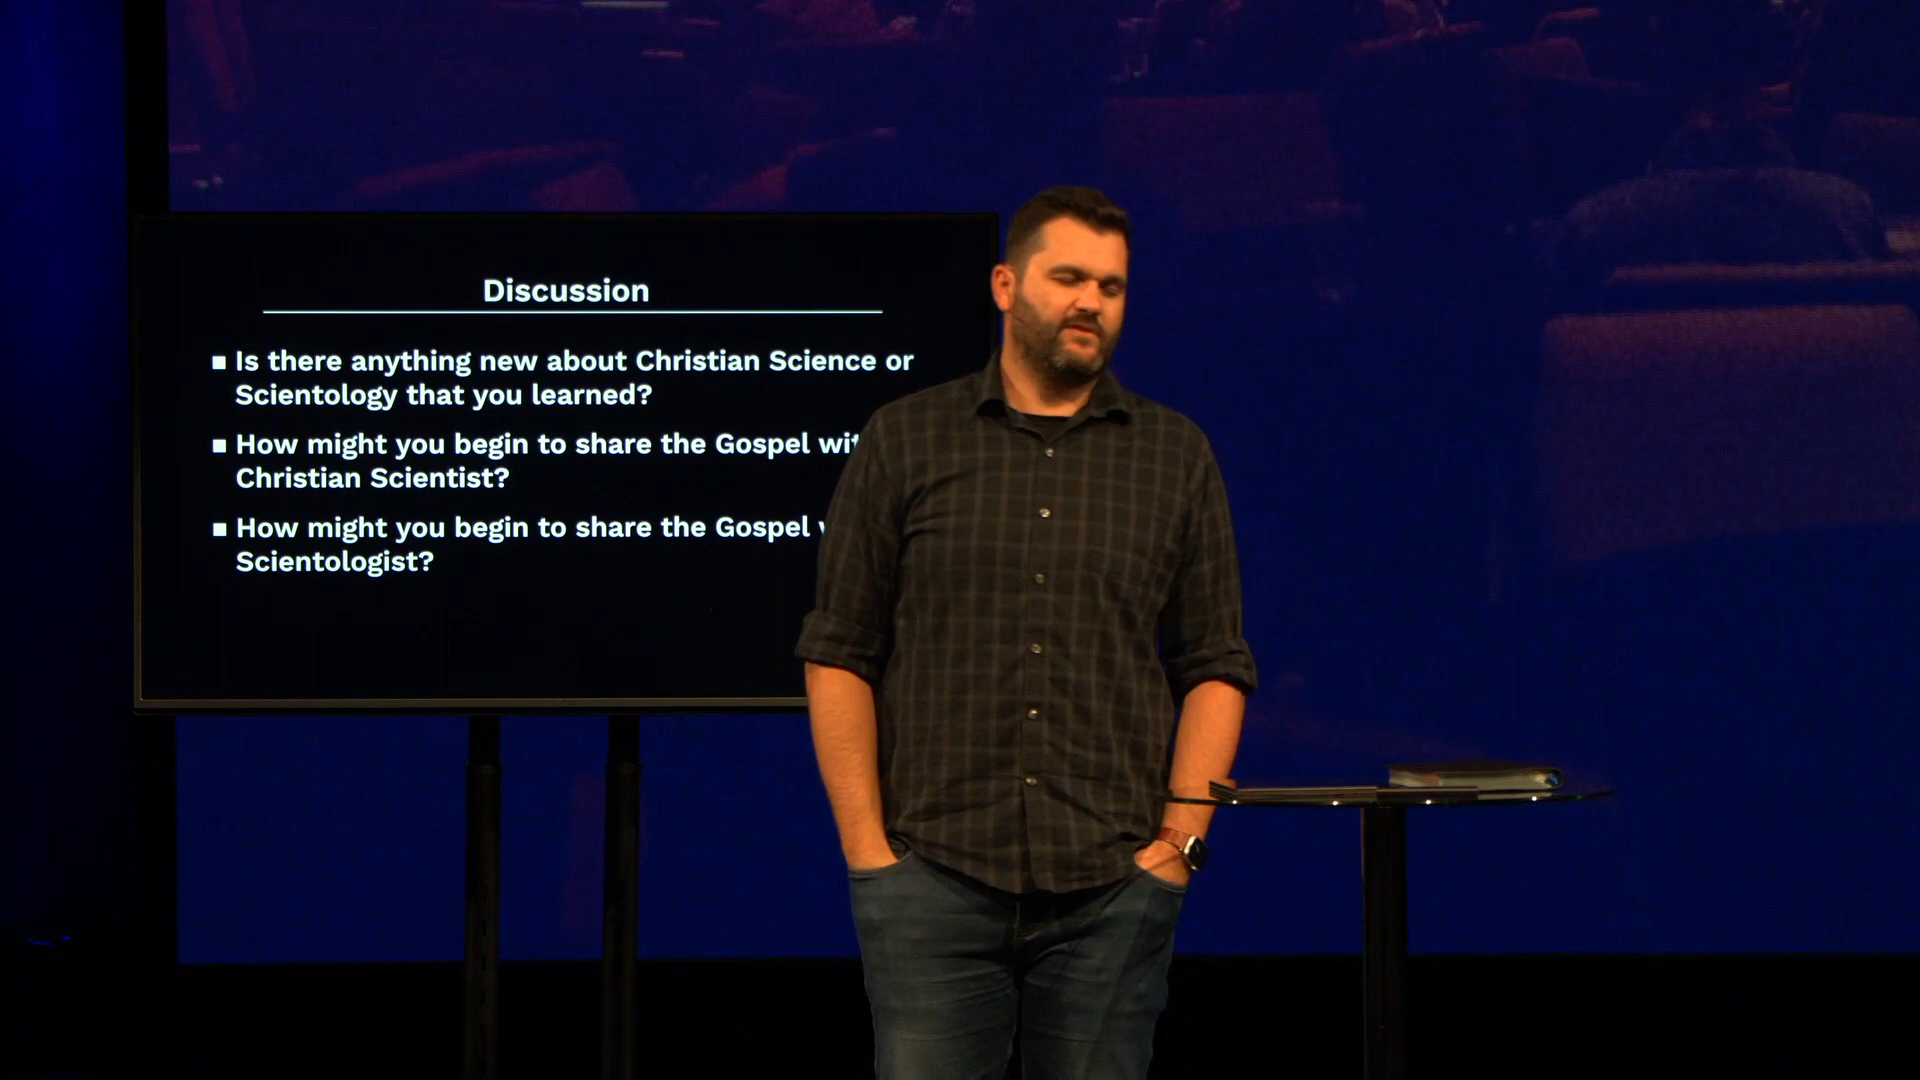 Discussion
■ Is there anything new about Christian Science or
Scientology that you learned?
■ How might you begin to share the Gospel
Christian Scientist?
■ How might you begin to share the Gospel
Scientologist?